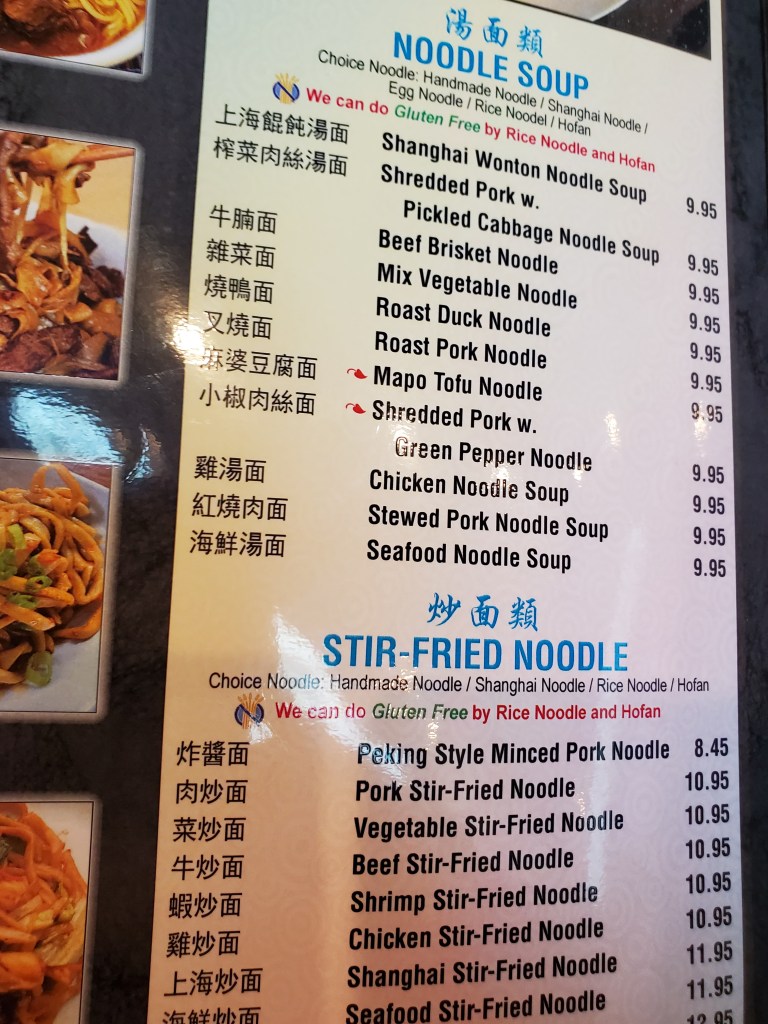 湯面類
NOODLE SOUP
Choice Noodle: Handmade Noodle / Shanghai Noodle /
Egg Noodle / Rice Noodel / Hofan
We can do Gluten Free by Rice Noodle and Hofan
上海餛飩湯面 Shanghai Wonton Noodle Soup 9.95
榨菜肉絲湯面 Shredded Pork w.
Pickled Cabbage Noodle Soup 9.95
牛腩面 Beef Brisket Noodle 9.95
雜菜面 Mix Vegetable Noodle 9.95
燒鴨面 Roast Duck Noodle 9.95
叉燒面 Roast Pork Noodle 9.95
麻婆豆腐面 Mapo Tofu Noodle 9.95
小椒肉絲面 Shredded Pork w.
Green Pepper Noodle 9.95
雞湯面 Chicken Noodle Soup 9.95
紅燒肉面 Stewed Pork Noodle Soup 9.95
海鮮湯面 Seafood Noodle Soup 9.95
炒面類
STIR-FRIED NOODLE
Choice Noodle: Handmade Noodle / Shanghai Noodle / Rice Noodle / Hofan
We can do Gluten Free by Rice Noodle and Hofan
炸醬面 Peking Style Minced Pork Noodle 8.45
肉炒面 Pork Stir-Fried Noodle 10.95
菜炒面 Vegetable Stir-Fried Noodle 10.95
牛炒面 Beef Stir-Fried Noodle 10.95
蝦炒面 Shrimp Stir-Fried Noodle 10.95
雞炒面 Chicken Stir-Fried Noodle 10.95
上海炒面 Shanghai Stir-Fried Noodle 11.95
海鮮炒面 Seafood Stir-Fried Noodle 11.95
12.95